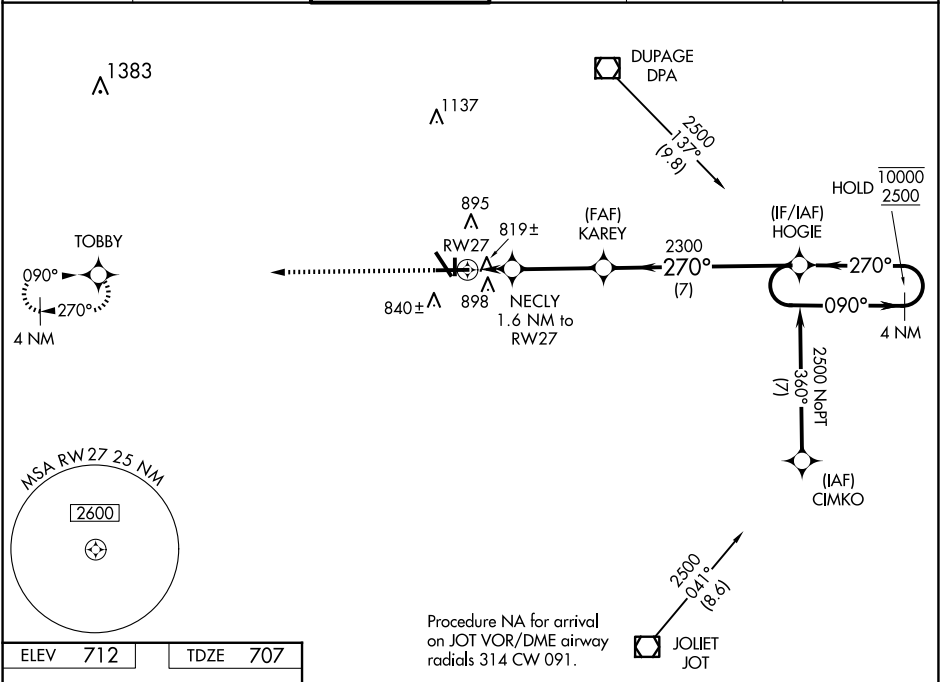 1383
1137
DUPAGE
DPA
2500
137°
(9.8)
HOLD
10000
2500
895
819±
RW27
(FAF)
KAREY
(IF/IAF)
HOGIE
TOBBY
090°
270°
4 NM
840±
898
NECLY
1.6 NM to
RW27
2300
270°
(7)
270°
090°
4 NM
2500 NoPT
360°
(7)
(IAF)
CIMKO
MSA RW 27 25 NM
2600
2500
041°
(8.6)
JOLIET
JOT
Procedure NA for arrival
on JOT VOR/DME airway
radials 314 CW 091.
ELEV 712
TDZE 707